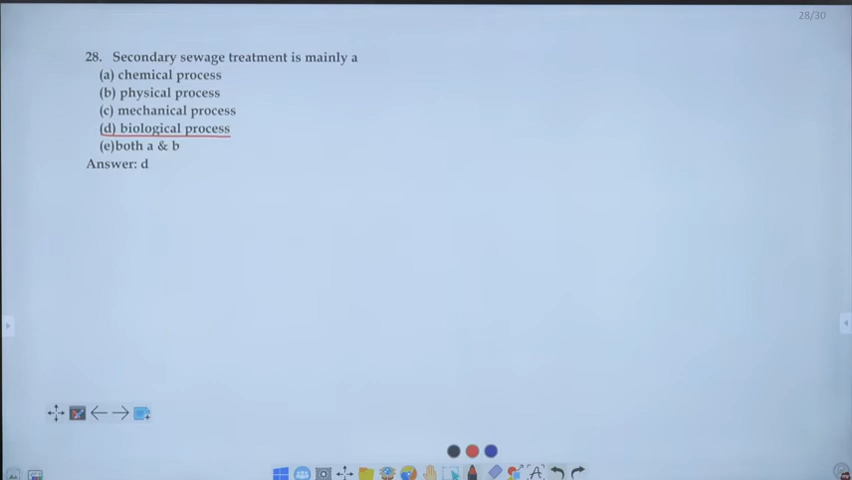 28/30
28. Secondary sewage treatment is mainly a
(a) chemical process
(b) physical process
(c) mechanical process
(d) biological process
(e)both a & b
Answer: d